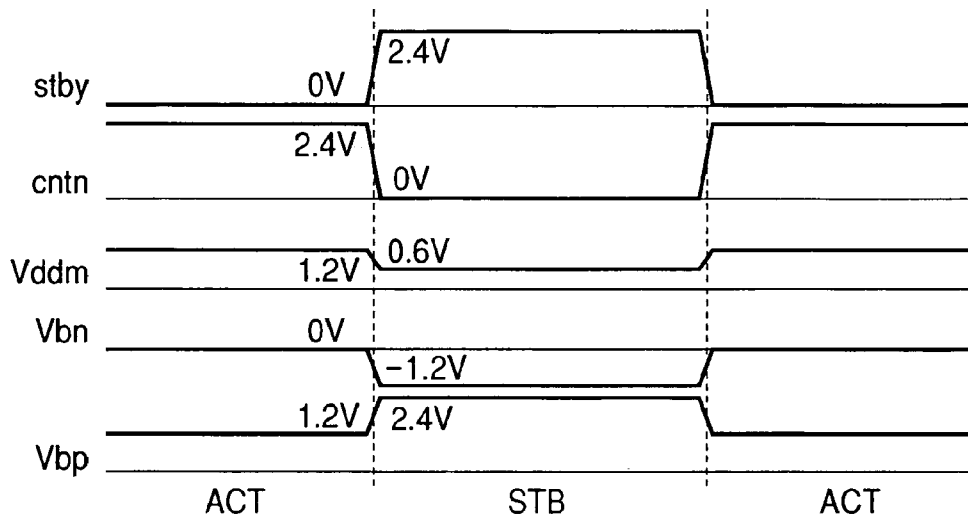 stby 0V 2.4V
cntn 2.4V 0V
Vddm 1.2V 0.6V
Vbn 0V −1.2V
Vbp 1.2V 2.4V
ACT STB ACT